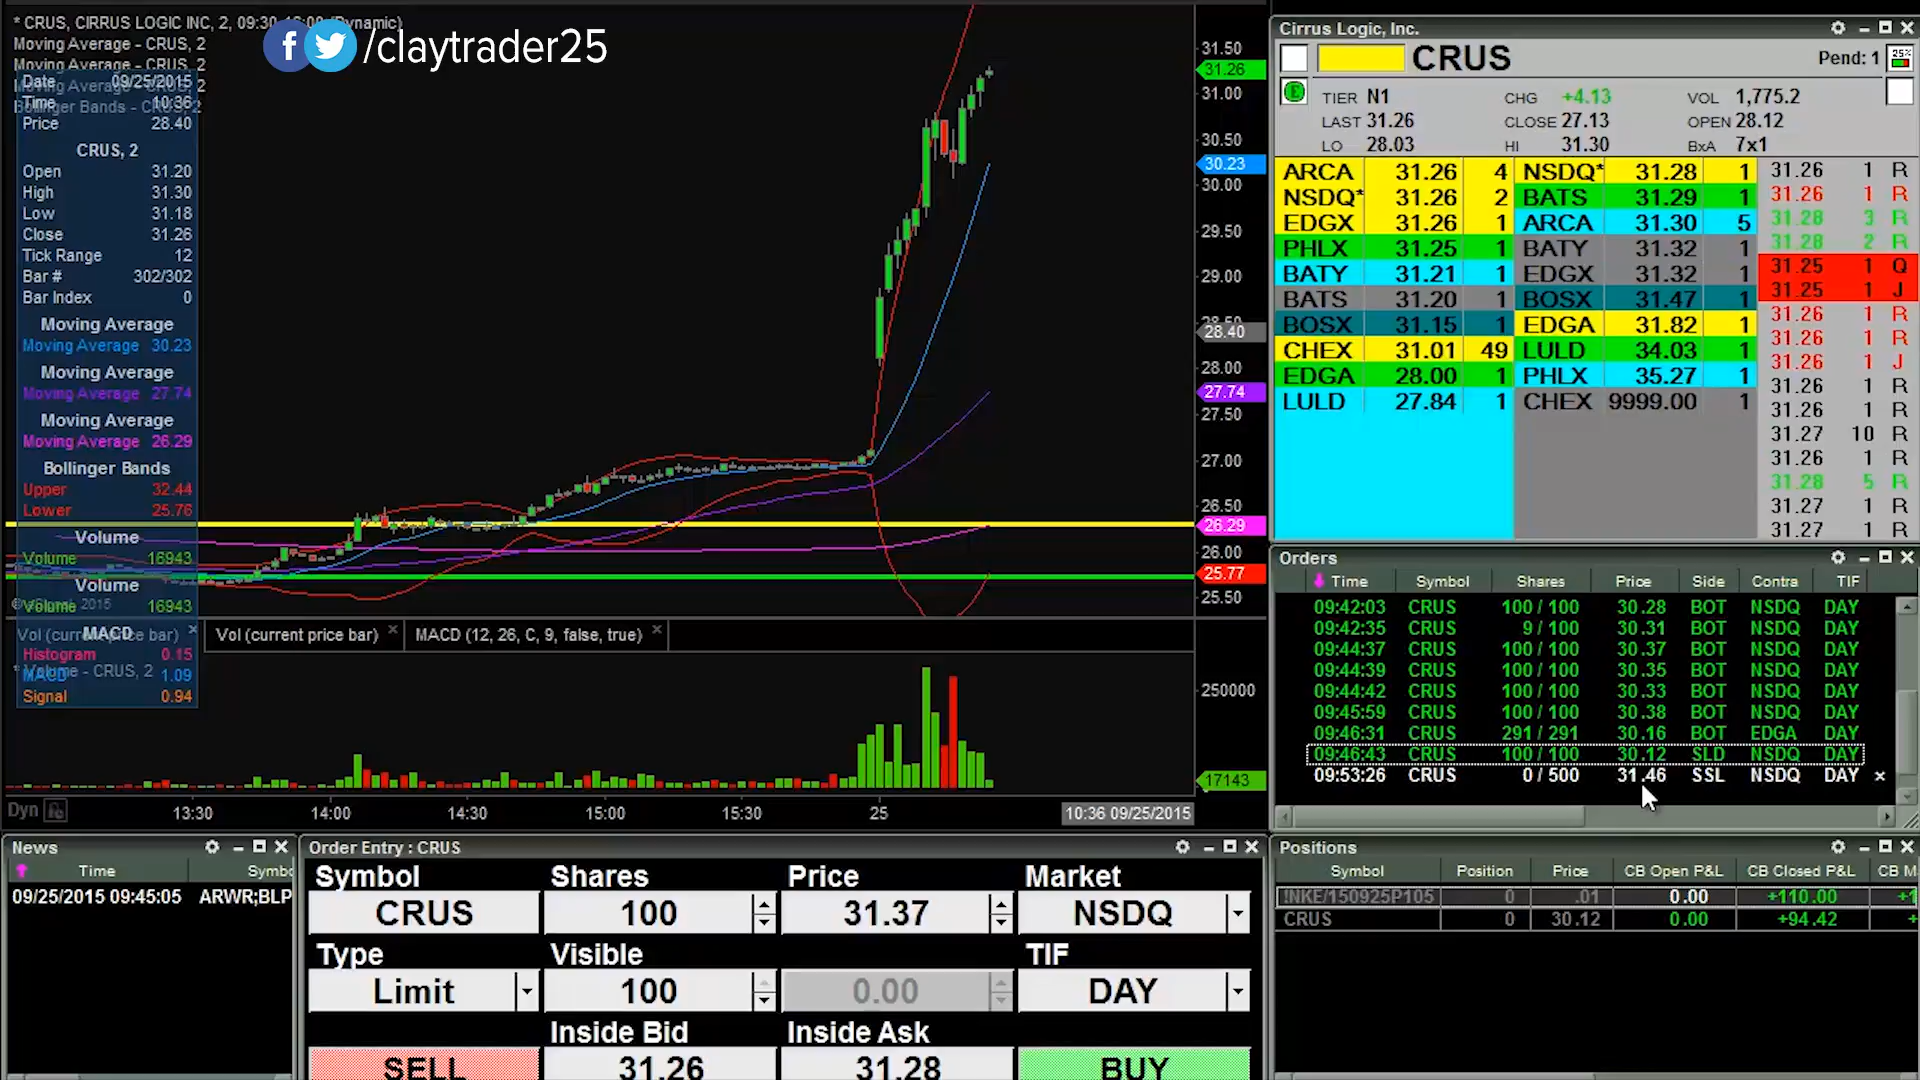 * CRUS, CIRRUS LOGIC INC, 2, 09:30-16:00 (Dynamic)
Moving Average - CRUS, 2
Moving Average - CRUS, 2
Moving Average - CRUS, 2
Bollinger Bands - CRUS, 2
/claytrader25
Date 09/25/2015
Time 10:36
Price 28.40
CRUS, 2
Open 31.20
High 31.30
Low 31.18
Close 31.26
Tick Range 12
Bar # 302/302
Bar Index 0
Moving Average
Moving Average 30.23
Moving Average
Moving Average 27.74
Moving Average
Moving Average 26.29
Bollinger Bands
Upper 32.44
Lower 25.76
Volume
Volume 16943
Volume
Volume 16943
MACD
Histogram 0.15
MACD 1.09
Signal 0.94
31.50
31.26
31.00
30.50
30.23
30.00
29.50
29.00
28.50
28.40
28.00
27.74
27.50
27.00
26.50
26.29
26.00
25.77
25.50
Vol (current price bar) ×
Vol (current price bar) ×
MACD (12, 26, C, 9, false, true) ×
* Volume - CRUS, 2
250000
17143
Dyn
13:30 14:00 14:30 15:00 15:30 25 10:36 09/25/2015
Cirrus Logic, Inc.
CRUS
Pend: 1
25%
TIER N1 CHG +4.13 VOL 1,775.2
LAST 31.26 CLOSE 27.13 OPEN 28.12
LO 28.03 HI 31.30 BxA 7x1
ARCA 31.26 4 NSDQ* 31.28 1
NSDQ* 31.26 2 BATS 31.29 1
EDGX 31.26 1 ARCA 31.30 5
PHLX 31.25 1 BATY 31.32 1
BATY 31.21 1 EDGX 31.32 1
BATS 31.20 1 BOSX 31.47 1
BOSX 31.15 1 EDGA 31.82 1
CHEX 31.01 49 LULD 34.03 1
EDGA 28.00 1 PHLX 35.27 1
LULD 27.84 1 CHEX 9999.00 1
31.26 1 R
31.26 1 R
31.28 3 R
31.28 2 R
31.25 1 Q
31.25 1 J
31.26 1 R
31.26 1 R
31.26 1 J
31.26 1 R
31.26 1 R
31.27 10 R
31.26 1 R
31.28 5 R
31.27 1 R
31.27 1 R
Orders
Time Symbol Shares Price Side Contra TIF
09:42:03 CRUS 100 / 100 30.28 BOT NSDQ DAY
09:42:35 CRUS 9 / 100 30.31 BOT NSDQ DAY
09:44:37 CRUS 100 / 100 30.37 BOT NSDQ DAY
09:44:39 CRUS 100 / 100 30.35 BOT NSDQ DAY
09:44:42 CRUS 100 / 100 30.33 BOT NSDQ DAY
09:45:59 CRUS 100 / 100 30.38 BOT NSDQ DAY
09:46:31 CRUS 291 / 291 30.16 BOT EDGA DAY
09:46:43 CRUS 100 / 100 30.12 SLD NSDQ DAY
09:53:26 CRUS 0 / 500 31.46 SSL NSDQ DAY ×
News
Time Symbo
09/25/2015 09:45:05 ARWR;BLP
Order Entry : CRUS
Symbol Shares Price Market
CRUS 100 31.37 NSDQ
Type Visible TIF
Limit 100 0.00 DAY
Inside Bid Inside Ask
SELL 31.26 31.28 BUY
Positions
Symbol Position Price CB Open P&L CB Closed P&L CB M
!NKE/150925P105 0 .01 0.00 +110.00 +1
CRUS 0 30.12 0.00 +94.42 +